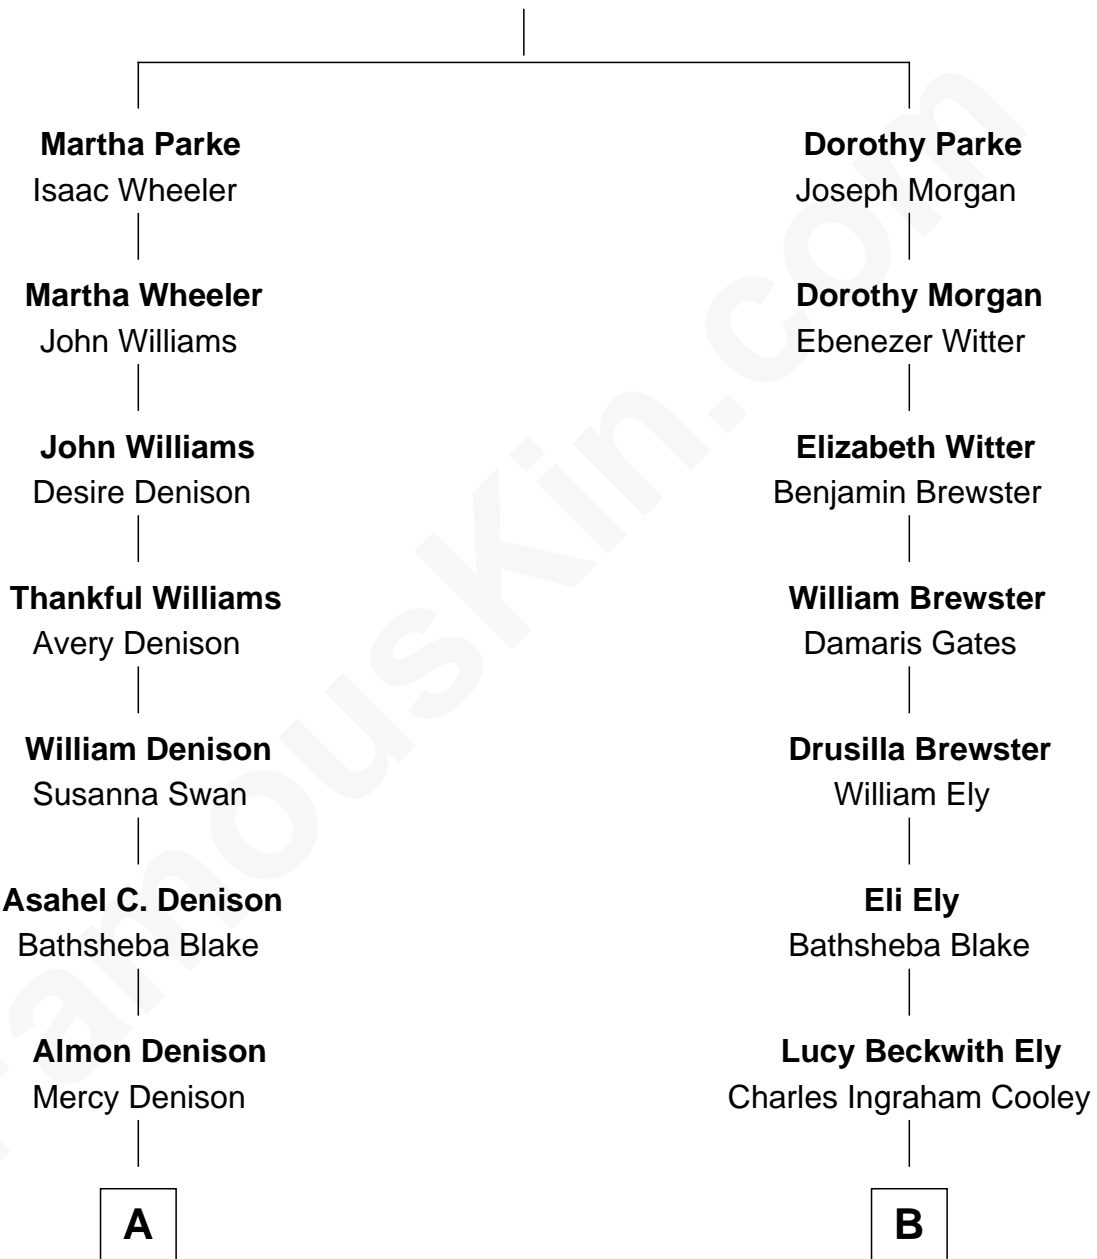 Martha Parke
Isaac Wheeler
Dorothy Parke
Joseph Morgan
Martha Wheeler
John Williams
Dorothy Morgan
Ebenezer Witter
John Williams
Desire Denison
Elizabeth Witter
Benjamin Brewster
Thankful Williams
Avery Denison
William Brewster
Damaris Gates
William Denison
Susanna Swan
Drusilla Brewster
William Ely
Asahel C. Denison
Bathsheba Blake
Eli Ely
Bathsheba Blake
Almon Denison
Mercy Denison
Lucy Beckwith Ely
Charles Ingraham Cooley
A
B
FamousKin.com